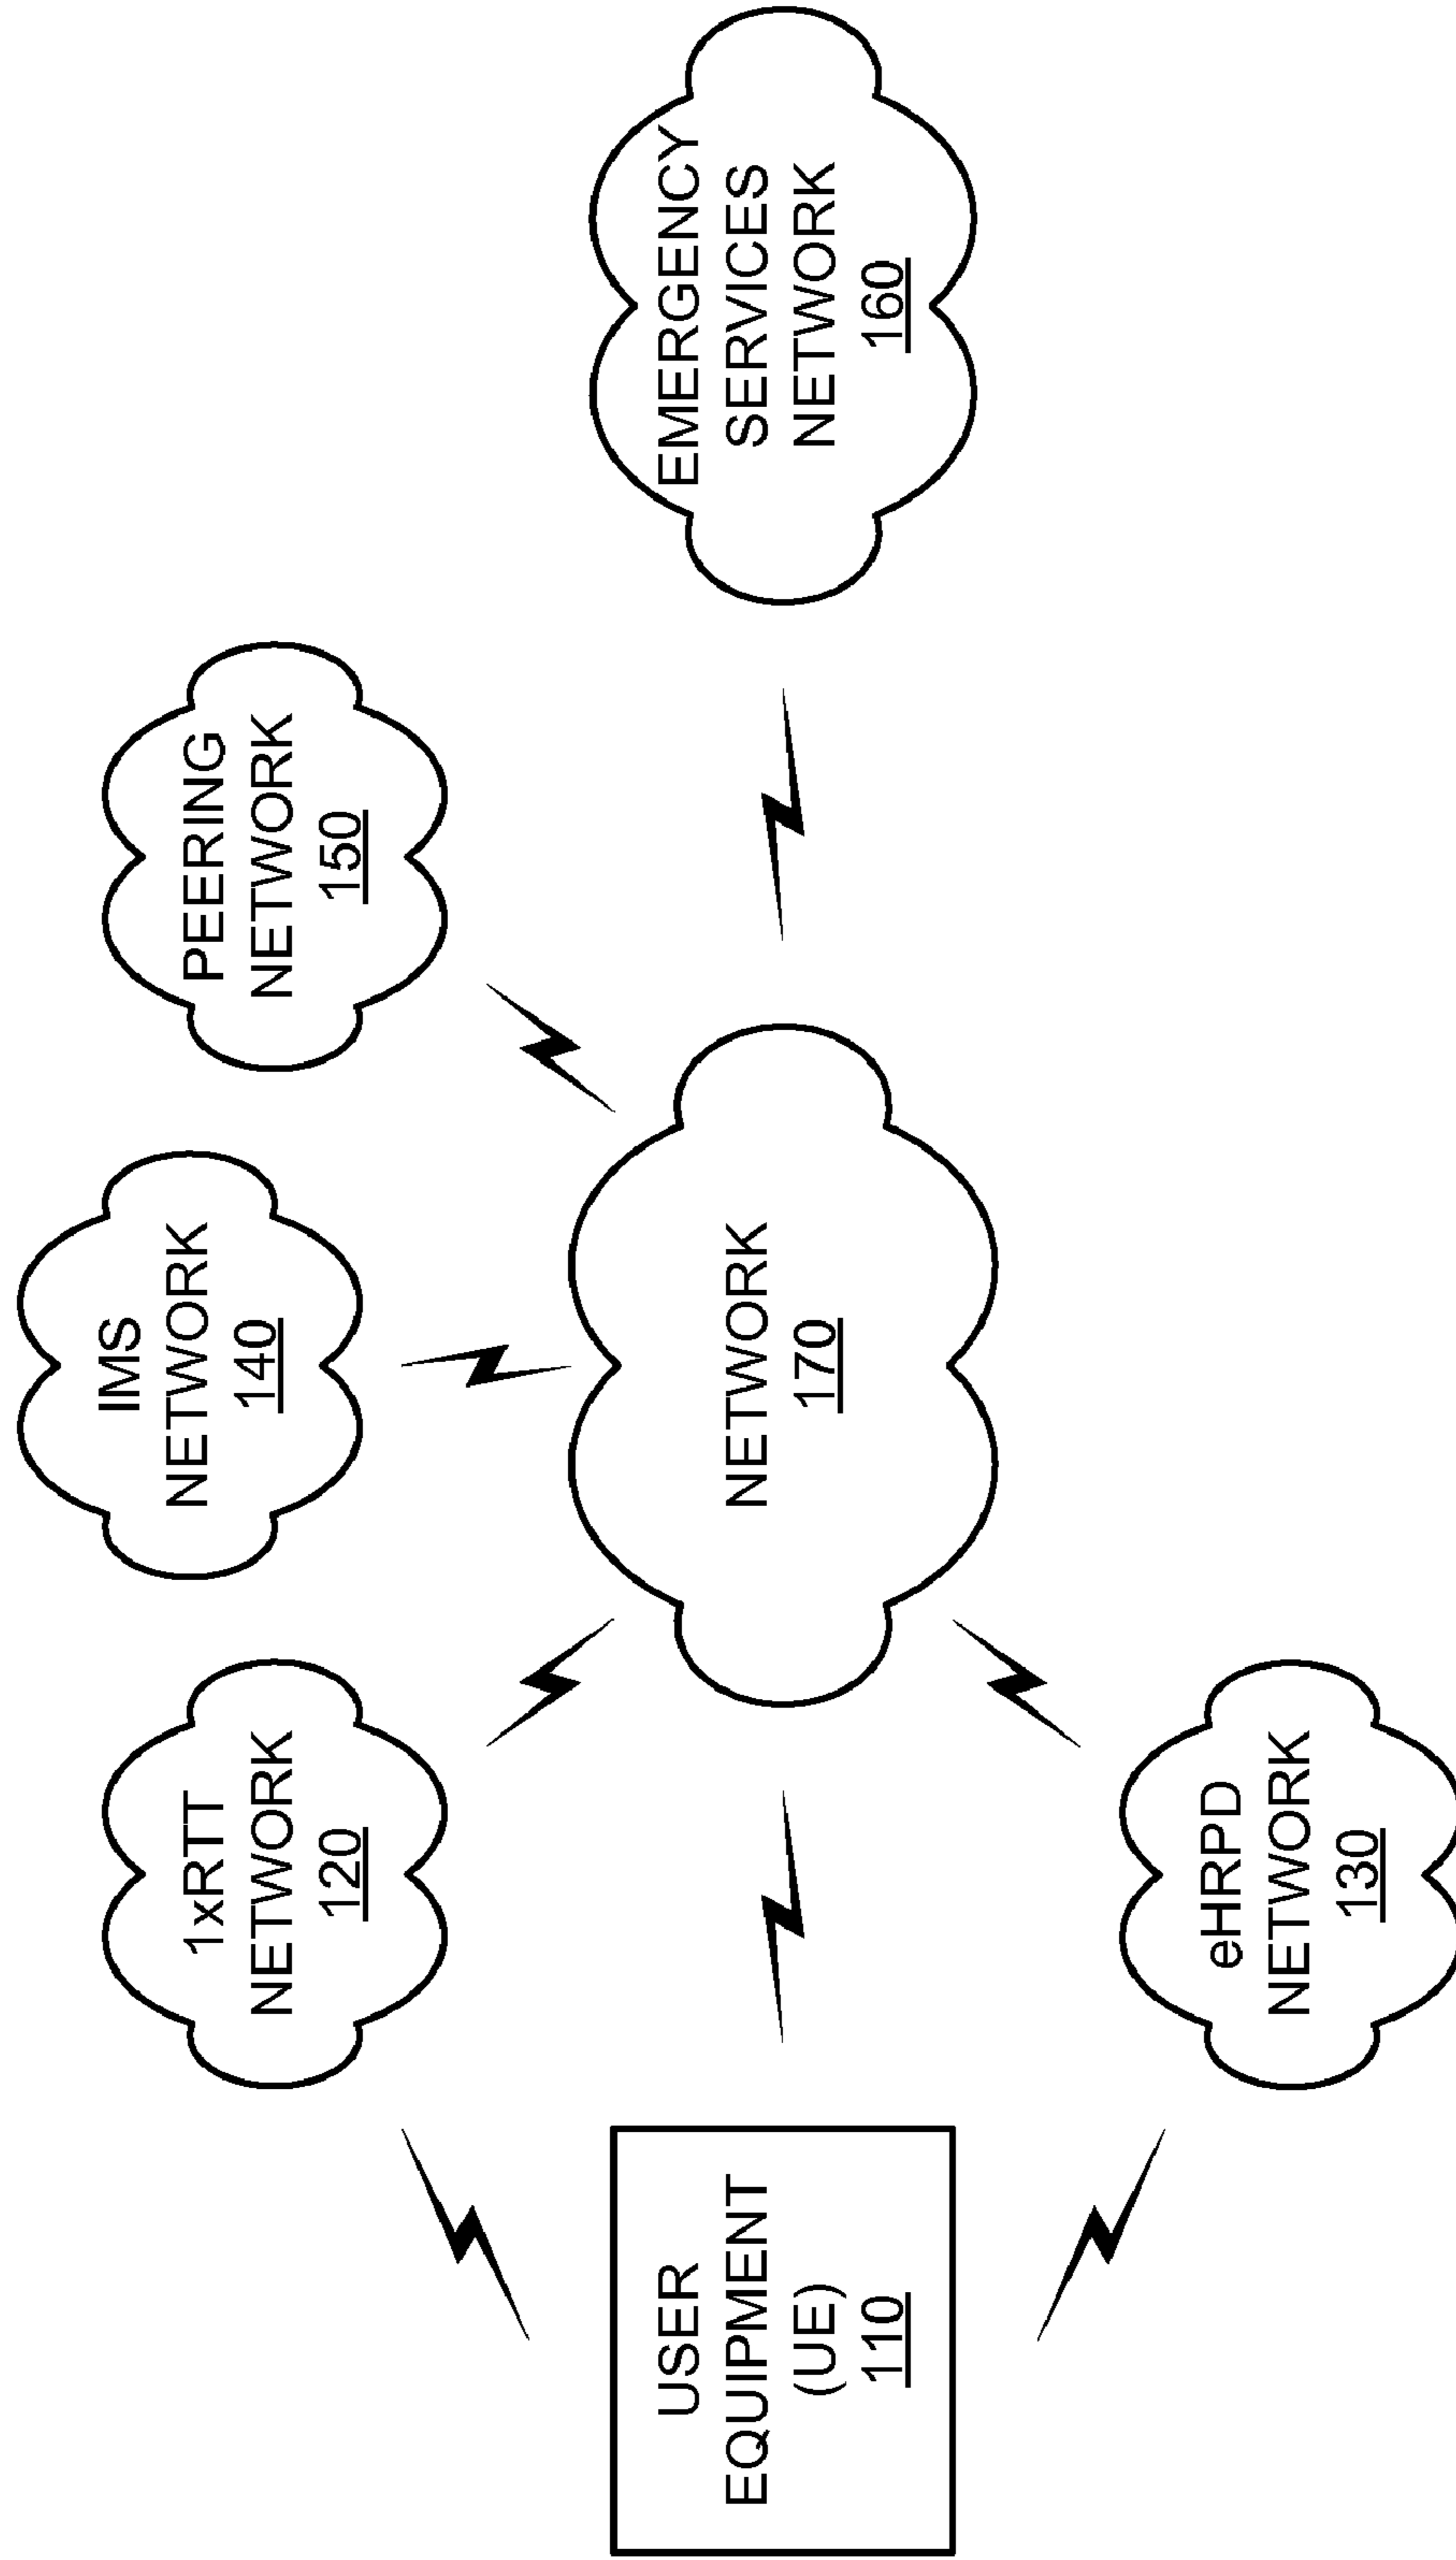 1xRTT
NETWORK
120
IMS
NETWORK
140
PEERING
NETWORK
150
USER
EQUIPMENT
(UE)
110
NETWORK
170
EMERGENCY
SERVICES
NETWORK
160
eHRPD
NETWORK
130